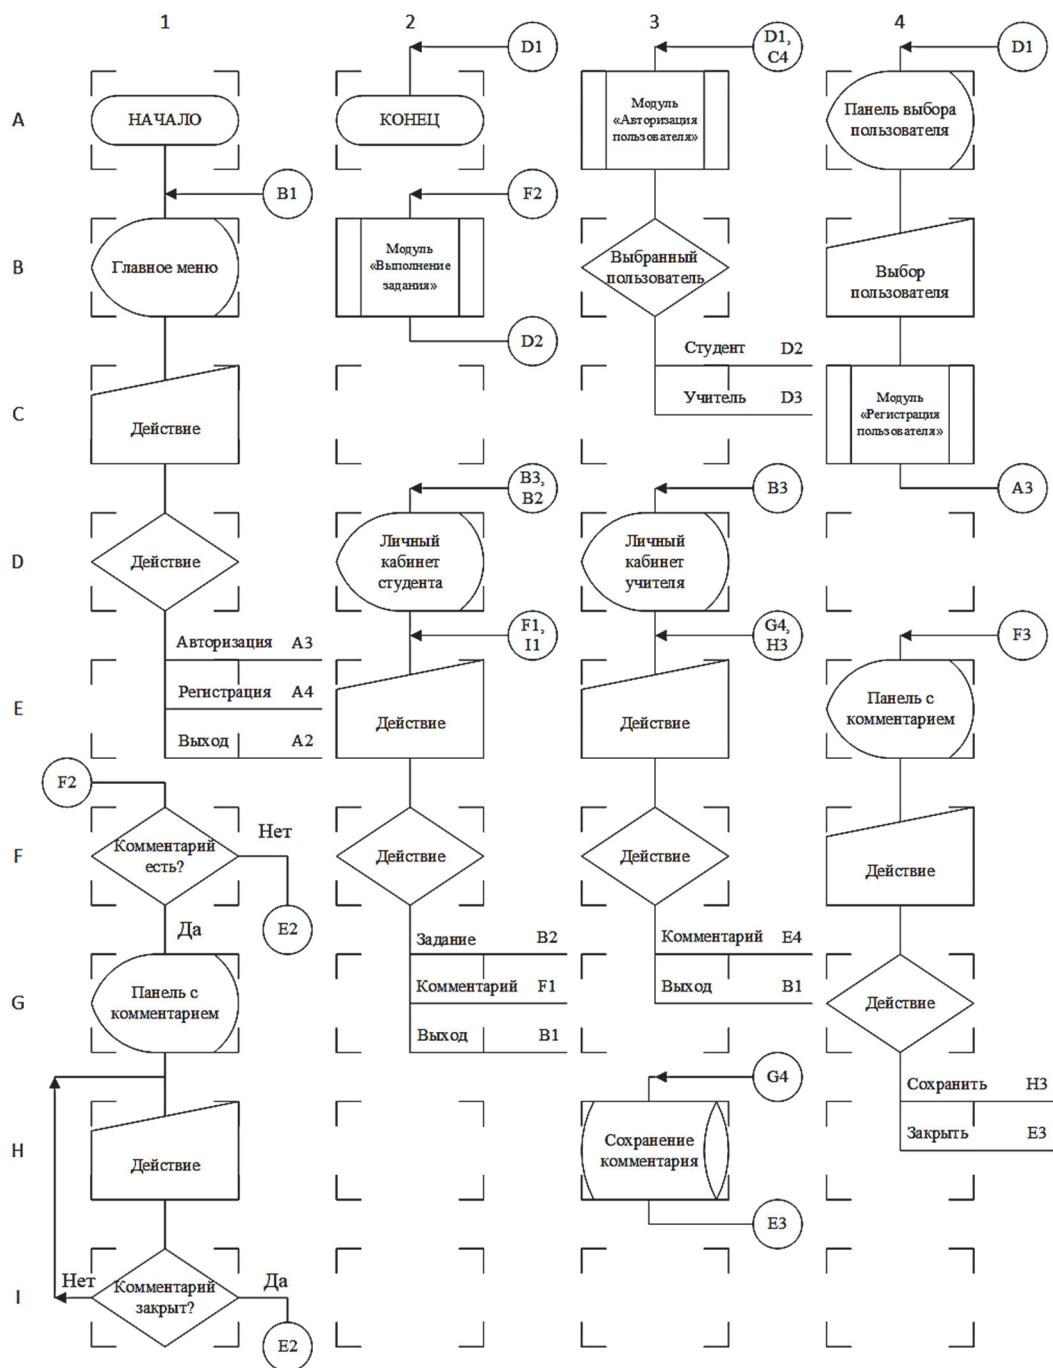 1 2 3 4
D1 D1, C4 D1
A
НАЧАЛО
КОНЕЦ
Модуль
«Авторизация
пользователя»
Панель выбора
пользователя
B1
F2
B
Главное меню
Модуль
«Выполнение
задания»
Выбранный
пользователь
Выбор
пользователя
D2
Студент D2
Учитель D3
C
Действие
Модуль
«Регистрация
пользователя»
B3,
B2
B3
A3
D
Действие
Личный
кабинет
студента
Личный
кабинет
учителя
F1,
I1
G4,
H3
F3
Авторизация A3
Регистрация A4
Выход A2
E
Действие
Действие
Панель с
комментарием
F2
F
Комментарий
есть?
Нет
E2
Да
Действие
Действие
Действие
Задание B2
Комментарий F1
Выход B1
Комментарий E4
Выход B1
G
Панель с
комментарием
Действие
G4
Сохранить H3
Закрыть E3
H
Действие
Сохранение
комментария
E3
I
Нет
Комментарий
закрыт?
Да
E2